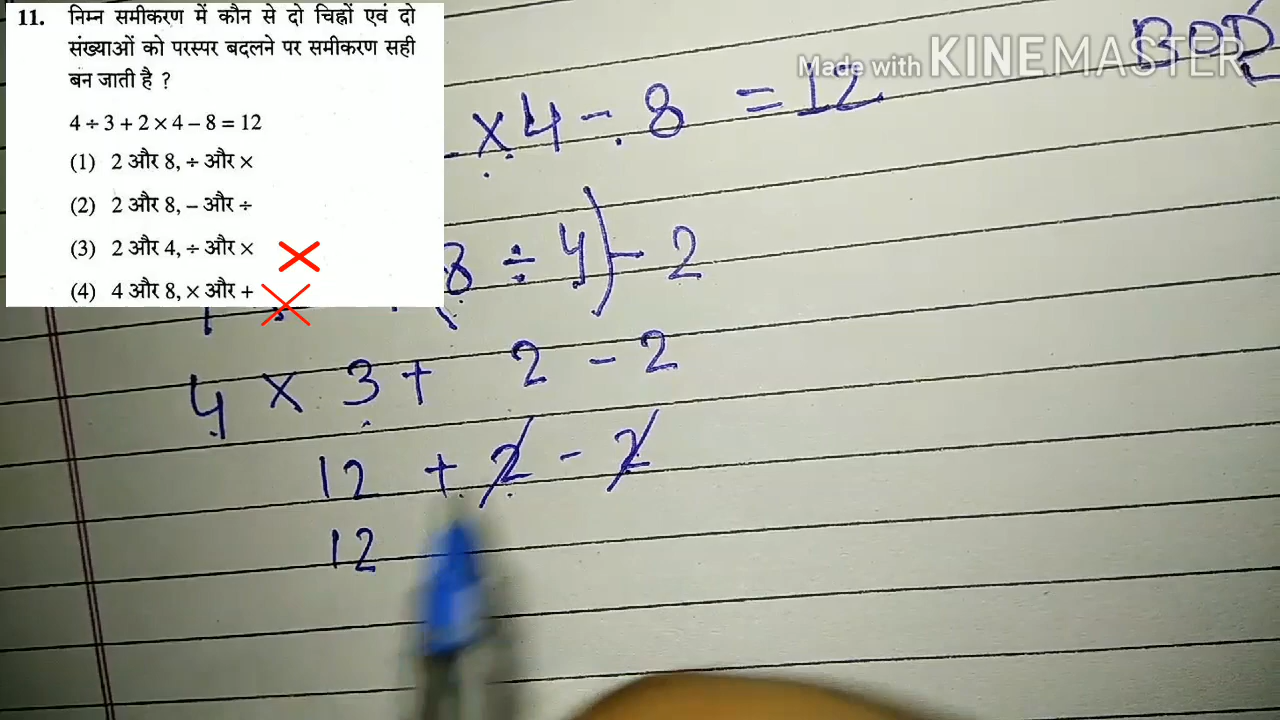 11. निम्न समीकरण में कौन से दो चिह्नों एवं दो
संख्याओं को परस्पर बदलने पर समीकरण सही
बन जाती है ?
4 ÷ 3 + 2 × 4 – 8 = 12
(1) 2 और 8, ÷ और ×
(2) 2 और 8, – और ÷
(3) 2 और 4, ÷ और ×
(4) 4 और 8, × और +
Made with KINEMASTER
× 4 - 8 = 12
8 ÷ 4) - 2
4 × 3 + 2 - 2
12 + 2 - 2
12